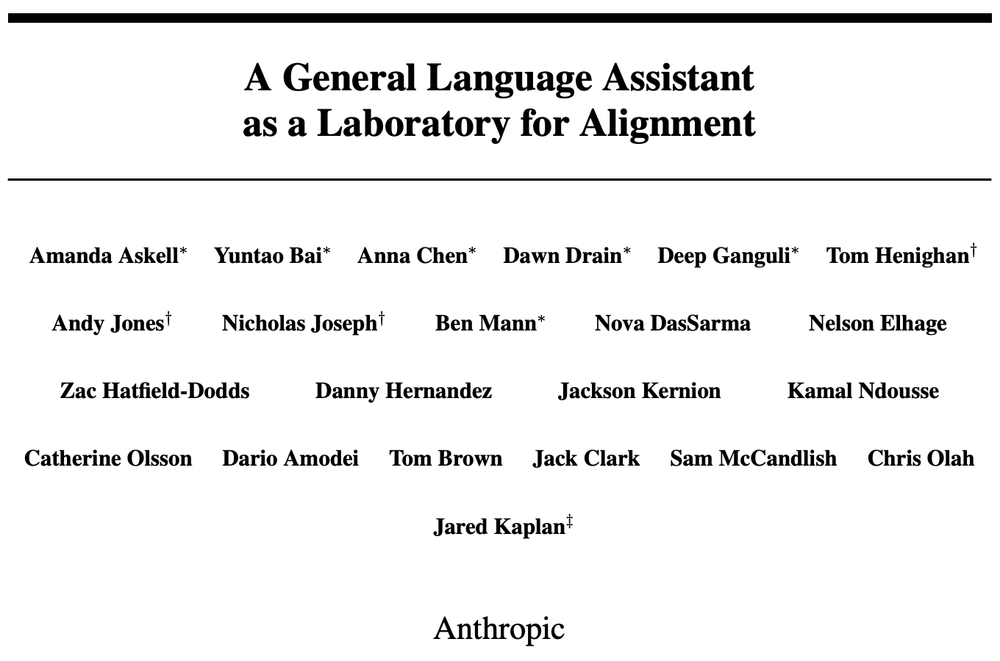 A General Language Assistant
as a Laboratory for Alignment
Amanda Askell* Yuntao Bai* Anna Chen* Dawn Drain* Deep Ganguli* Tom Henighan†
Andy Jones† Nicholas Joseph† Ben Mann* Nova DasSarma Nelson Elhage
Zac Hatfield-Dodds Danny Hernandez Jackson Kernion Kamal Ndousse
Catherine Olsson Dario Amodei Tom Brown Jack Clark Sam McCandlish Chris Olah
Jared Kaplan‡
Anthropic